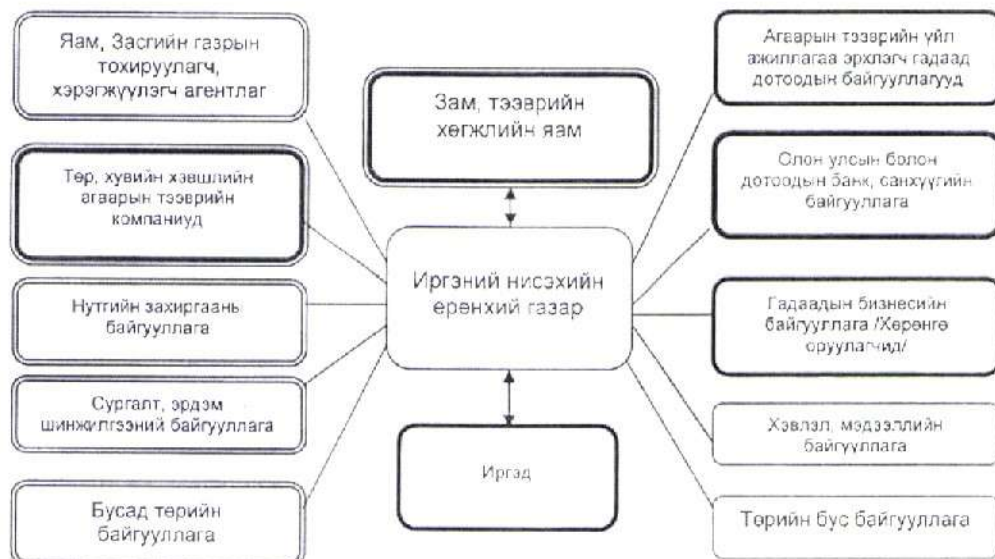 Яам, Засгийн газрын
тохируулагч,
хэрэгжүүлэгч агентлаг
Төр, хувийн хэвшлийн
агаарын тээврийн
компаниуд
Нутгийн захиргааны
байгууллага
Сургалт, эрдэм
шинжилгээний байгууллага
Бусад төрийн
байгууллага
Зам, тээврийн
хөгжлийн яам
Иргэний нисэхийн
ерөнхий газар
Иргэд
Агаарын тээврийн үйл
ажиллагаа эрхлэгч гадаад
дотоодын байгууллагууд
Слон улсын болон
дотоодын банк, санхүүгийн
байгууллага
Гадаадын бизнесийн
байгууллага /Хөрөнгө
оруулагчид/
Хэвлэл, мэдээллийн
байгууллага
Төрийн бус байгууллага